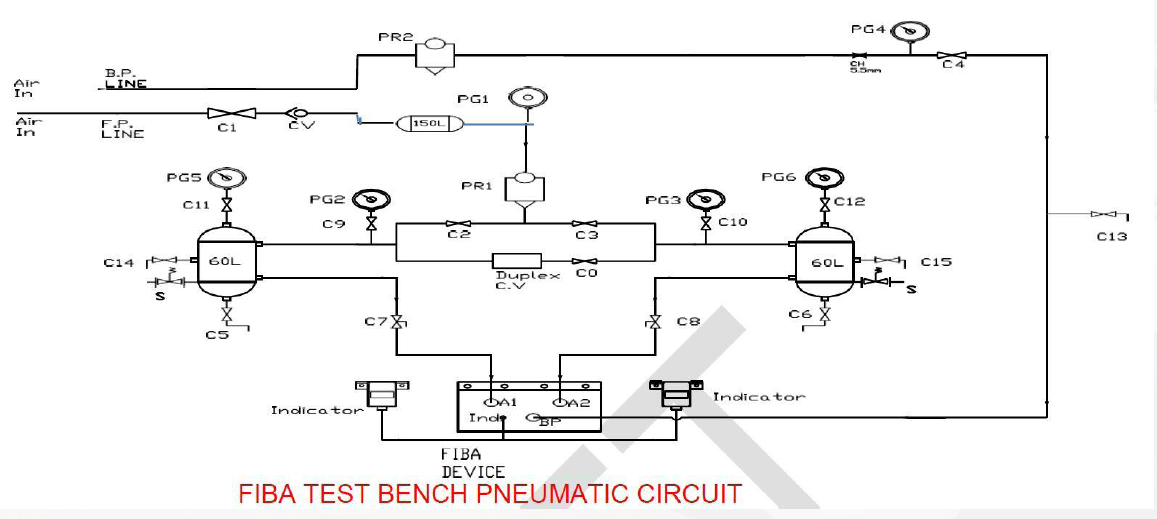 PR2
PG4
B.P.
LINE
Air
In
CH
5.5mm
C4
PG1
Air
In
F.P.
LINE
C1
CV
150L
PG5
PG2
PR1
PG3
PG6
C11
C9
C10
C12
C2
C3
C13
C14
60L
Duplex
C.V
C0
60L
C15
S
S
C5
C7
C8
C6
Indicator
A1
A2
Ind
BP
Indicator
FIBA
DEVICE
FIBA TEST BENCH PNEUMATIC CIRCUIT